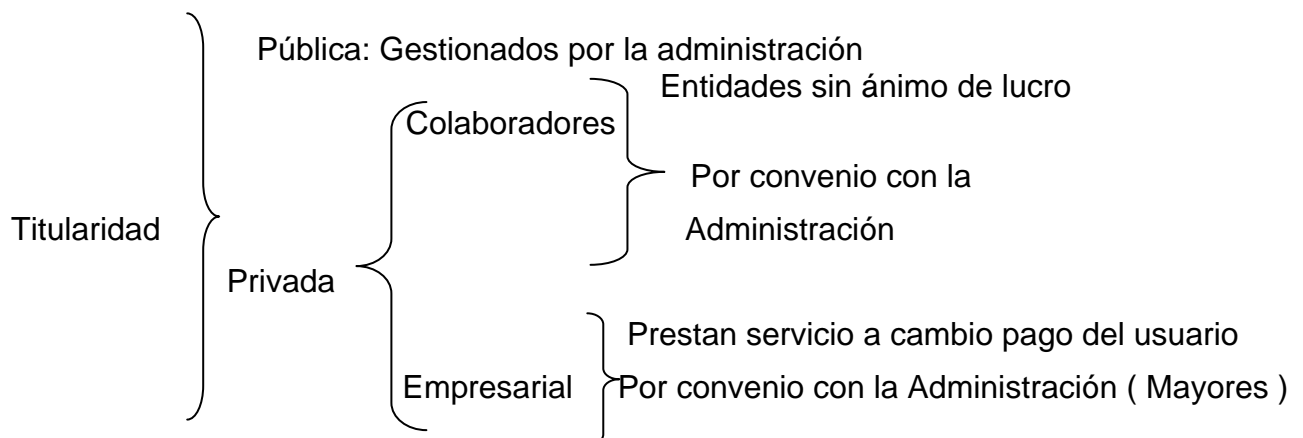 Pública: Gestionados por la administración
Entidades sin ánimo de lucro
Colaboradores
Por convenio con la
Administración
Titularidad
Privada
Prestan servicio a cambio pago del usuario
Empresarial
Por convenio con la Administración ( Mayores )